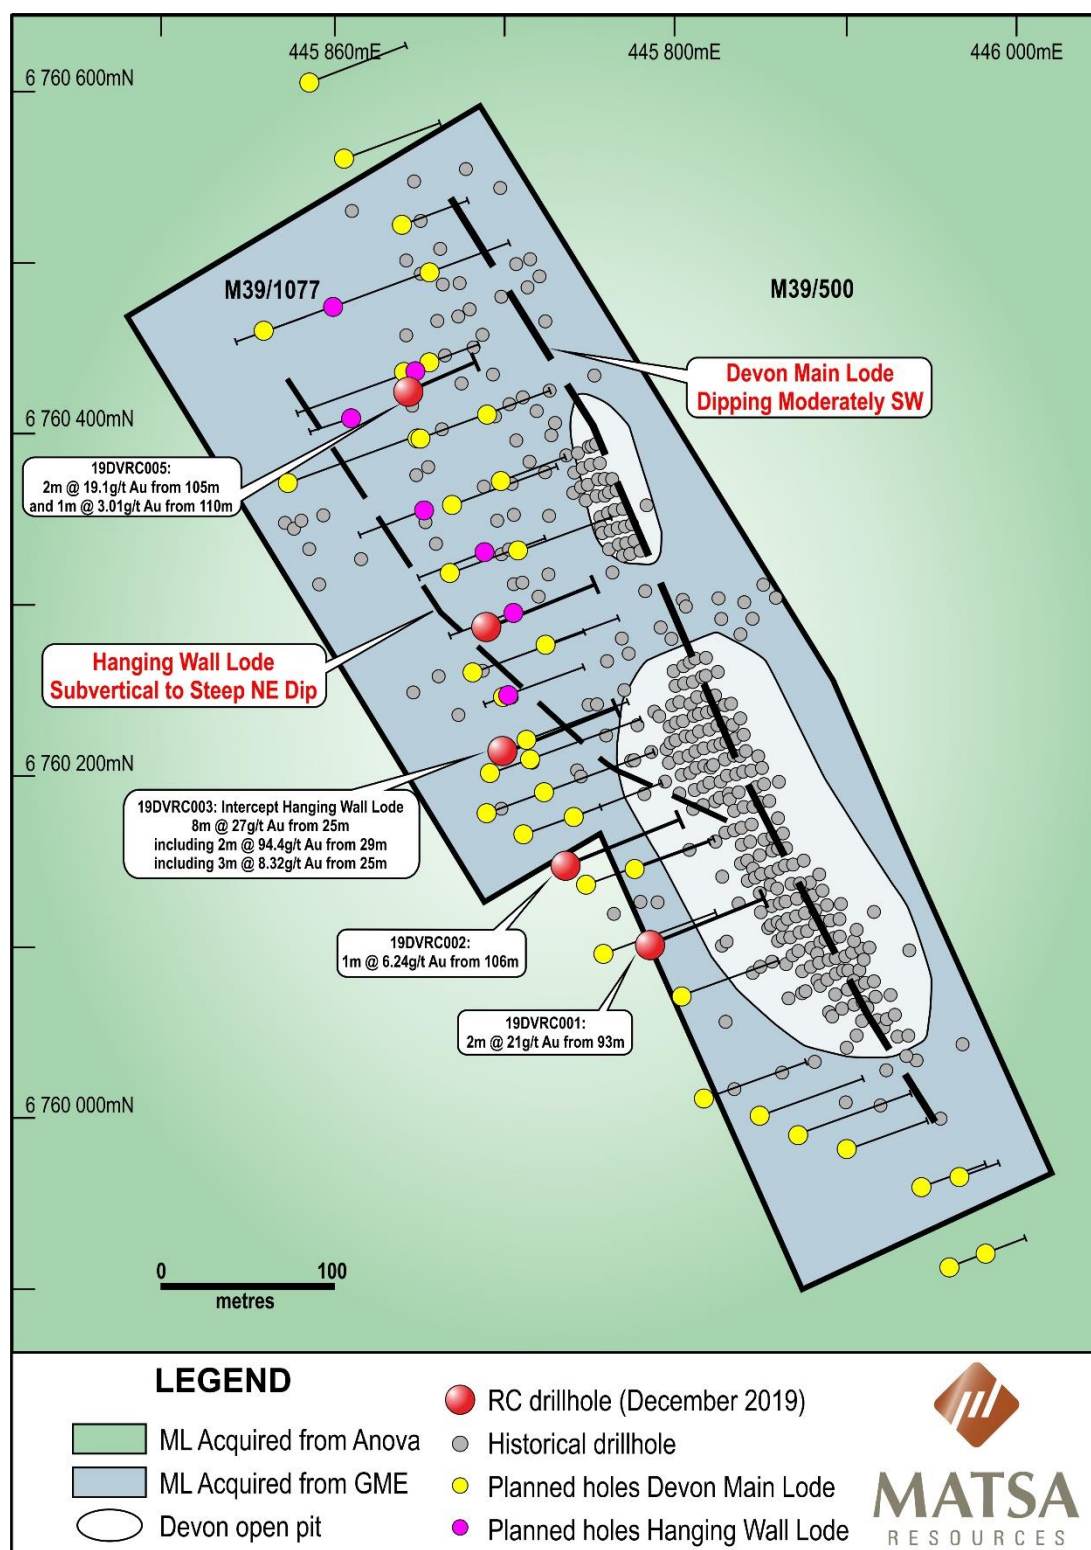 445 860mE
445 800mE
446 000mE
6 760 600mN
M39/1077
M39/500
Devon Main Lode
Dipping Moderately SW
6 760 400mN
19DVRC005:
2m @ 19.1g/t Au from 105m
and 1m @ 3.01g/t Au from 110m
Hanging Wall Lode
Subvertical to Steep NE Dip
6 760 200mN
19DVRC003: Intercept Hanging Wall Lode
8m @ 27g/t Au from 25m
including 2m @ 94.4g/t Au from 29m
including 3m @ 8.32g/t Au from 25m
19DVRC002:
1m @ 6.24g/t Au from 106m
19DVRC001:
2m @ 21g/t Au from 93m
6 760 000mN
0 100
metres
LEGEND
ML Acquired from Anova
ML Acquired from GME
Devon open pit
RC drillhole (December 2019)
Historical drillhole
Planned holes Devon Main Lode
Planned holes Hanging Wall Lode
MATSA
RESOURCES